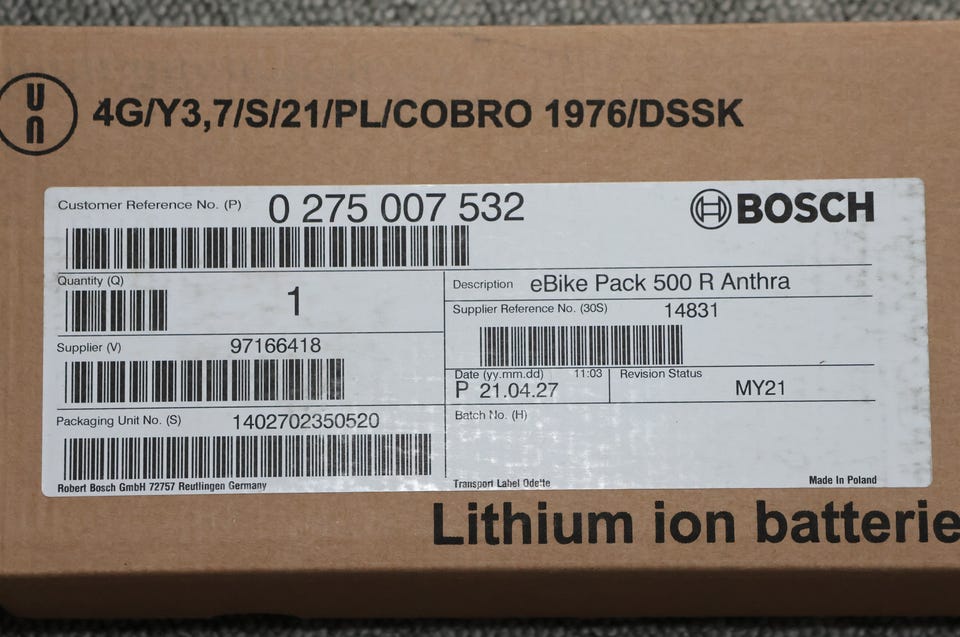 UN 4G/Y3,7/S/21/PL/COBRO 1976/DSSK
Customer Reference No. (P) 0 275 007 532
BOSCH
Quantity (Q) 1
Description eBike Pack 500 R Anthra
Supplier Reference No. (30S) 14831
Supplier (V) 97166418
Date (yy.mm.dd) 11:03
P 21.04.27
Revision Status
MY21
Packaging Unit No. (S) 1402702350520
Batch No. (H)
Robert Bosch GmbH 72757 Reutlingen Germany
Transport Label Odette
Made in Poland
Lithium ion batterie